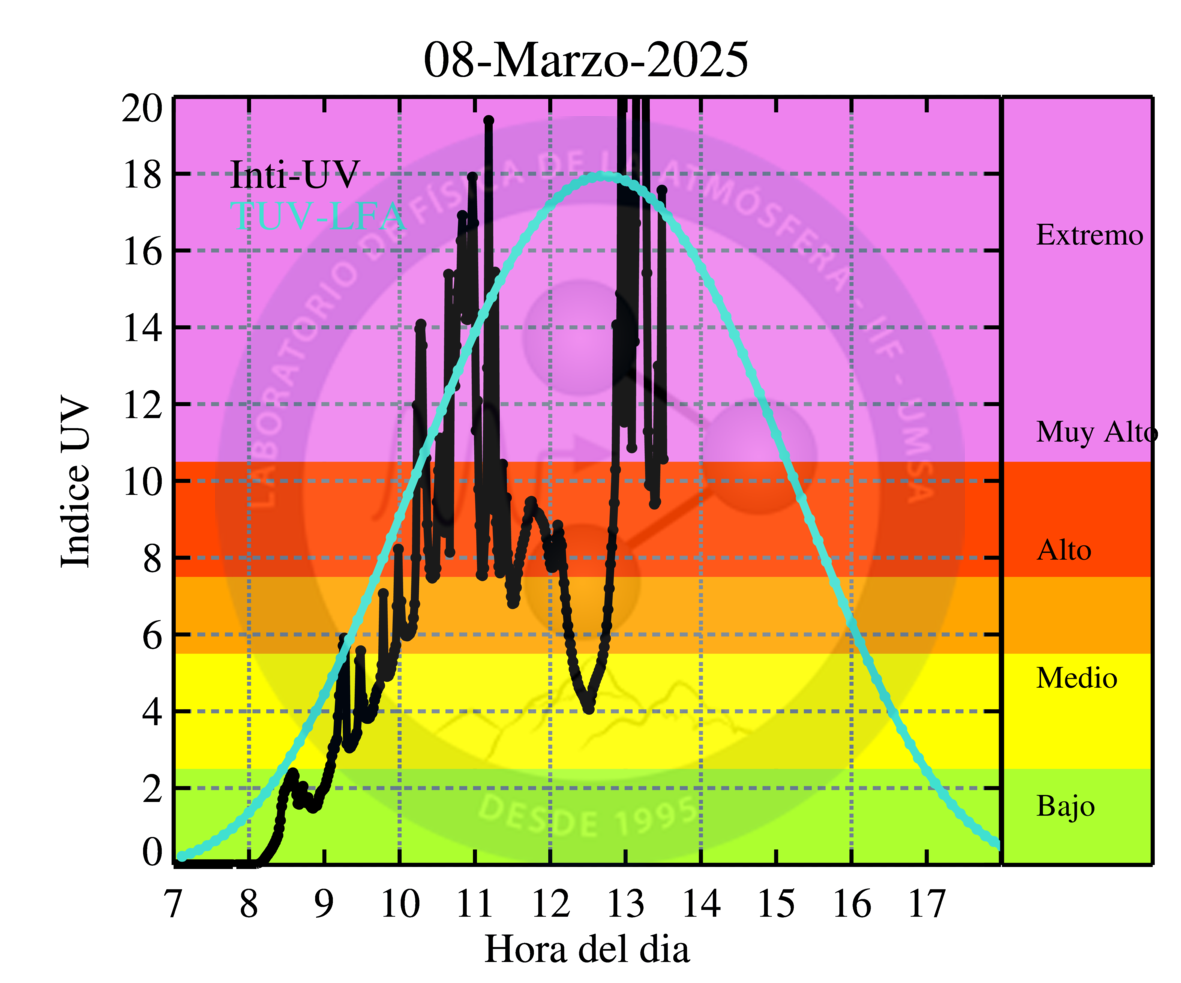 08-Marzo-2025
20
18
16
14
12
10
8
6
4
2
0
Indice UV
Inti-UV
TUV-LFA
LABORATORIO DE FÍSICA DE LA ATMÓSFERA - IIF - UMSA
DESDE 1995
Extremo
Muy Alto
Alto
Medio
Bajo
7 8 9 10 11 12 13 14 15 16 17
Hora del dia